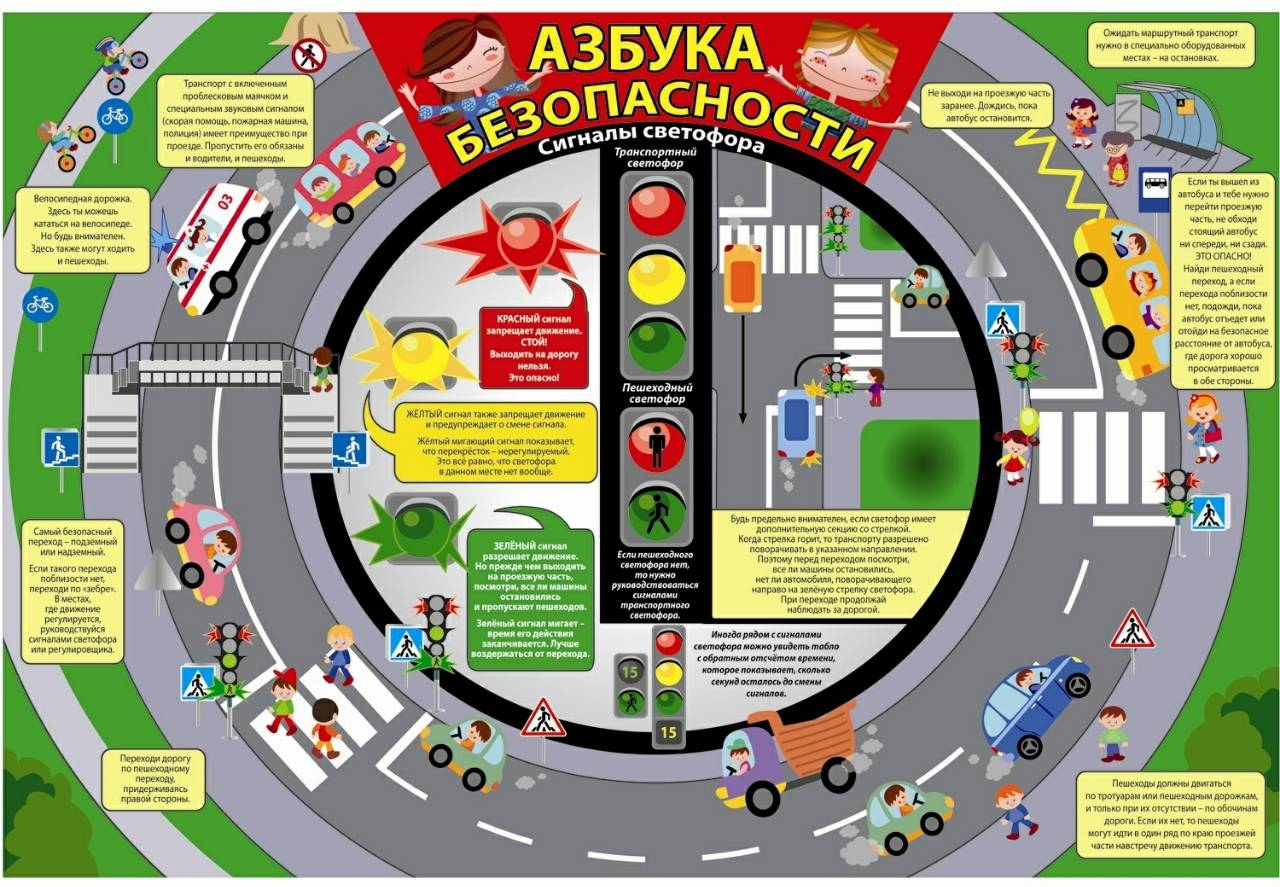 АЗБУКА
БЕЗОПАСНОСТИ
Сигналы светофора
Транспорт с включенным
проблесковым маячком и
специальным звуковым сигналом
(скорая помощь, пожарная машина,
полиция) имеет преимущество при
проезде. Пропустить его обязаны
и водители, и пешеходы.
Велосипедная дорожка.
Здесь ты можешь
кататься на велосипеде.
Но будь внимателен.
Здесь также могут ходить
и пешеходы.
03
Самый безопасный
переход – подземный
или надземный.
Если такого перехода
поблизости нет,
переходи по «зебре».
В местах,
где движение
регулируется,
руководствуйся
сигналами светофора
или регулировщика.
Переходи дорогу
по пешеходному
переходу,
придерживаясь
правой стороны.
КРАСНЫЙ сигнал
запрещает движение.
СТОЙ!
Выходить на дорогу
нельзя.
Это опасно!
ЖЁЛТЫЙ сигнал также запрещает движение
и предупреждает о смене сигнала.
Жёлтый мигающий сигнал показывает,
что перекрёсток – нерегулируемый.
Это всё равно, что светофора
в данном месте нет вообще.
ЗЕЛЁНЫЙ сигнал
разрешает движение.
Но прежде чем выходить
на проезжую часть,
посмотри, все ли машины
остановились
и пропускают пешеходов.
Зелёный сигнал мигает –
время его действия
заканчивается. Лучше
воздержаться от перехода.
Транспортный
светофор
Пешеходный
светофор
Если пешеходного
светофора нет,
то нужно
руководствоваться
сигналами
транспортного
светофора.
Будь предельно внимателен, если светофор имеет
дополнительную секцию со стрелкой.
Когда стрелка горит, то транспорту разрешено
поворачивать в указанном направлении.
Поэтому перед переходом посмотри,
все ли машины остановились,
нет ли автомобиля, поворачивающего
направо на зелёную стрелку светофора.
При переходе продолжай
наблюдать за дорогой.
15
15
Иногда рядом с сигналами
светофора можно увидеть табло
с обратным отсчётом времени,
которое показывает, сколько
секунд осталось до смены
сигналов.
Ожидать маршрутный транспорт
нужно в специально оборудованных
местах – на остановках.
Не выходи на проезжую часть
заранее. Дождись, пока
автобус остановится.
А
Если ты вышел из
автобуса и тебе нужно
перейти проезжую
часть, не обходи
стоящий автобус
ни спереди, ни сзади.
ЭТО ОПАСНО!
Найди пешеходный
переход, а если
перехода поблизости
нет, подожди, пока
автобус отъедет или
отойди на безопасное
расстояние от автобуса,
где дорога хорошо
просматривается
в обе стороны.
Пешеходы должны двигаться
по тротуарам или пешеходным дорожкам,
и только при их отсутствии – по обочинам
дороги. Если их нет, то пешеходы
могут идти в один ряд по краю проезжей
части навстречу движению транспорта.